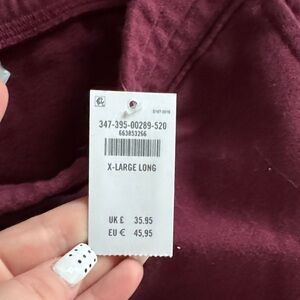 347-395-00289-520
663853266
X-LARGE LONG
UK £ 35.95
EU € 45.95